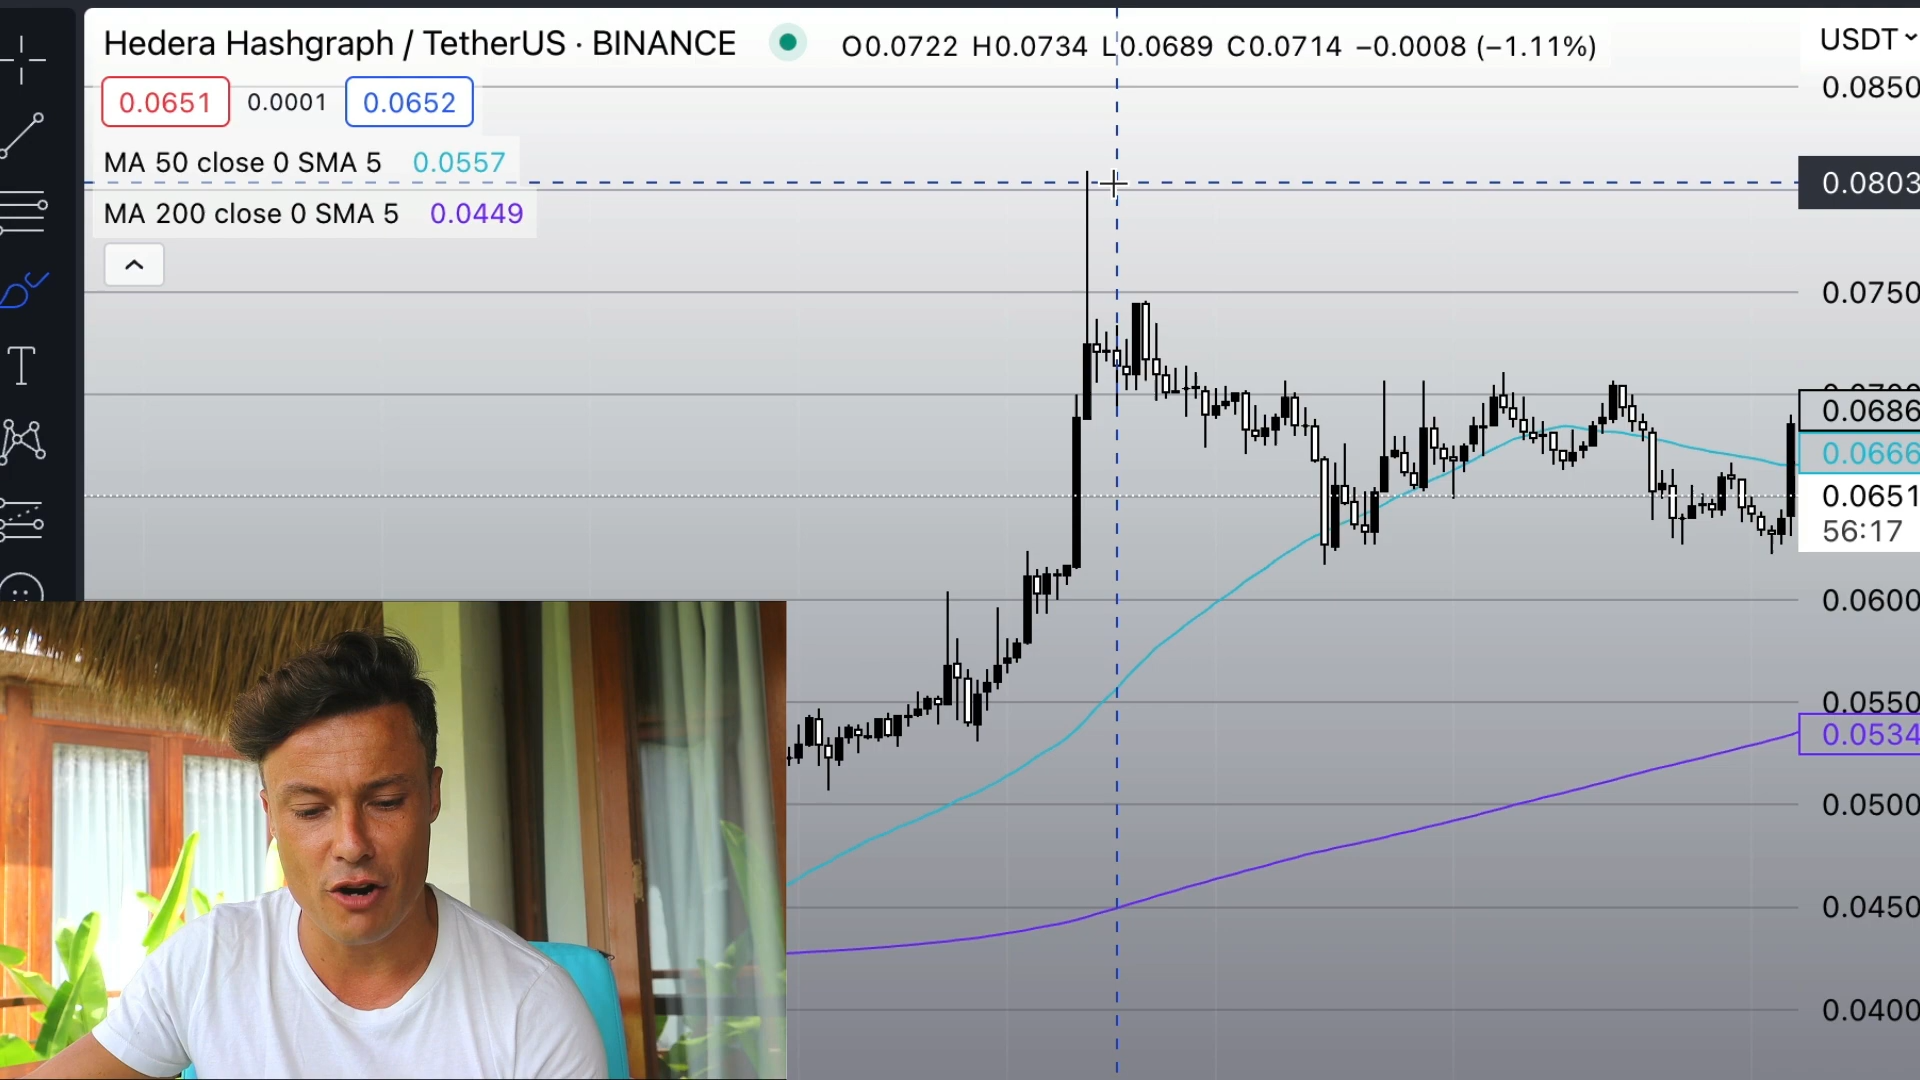 Hedera Hashgraph / TetherUS · BINANCE
O0.0722 H0.0734 L0.0689 C0.0714 −0.0008 (−1.11%)
USDT
0.0651 0.0001 0.0652
MA 50 close 0 SMA 5 0.0557
MA 200 close 0 SMA 5 0.0449
0.0850
0.0803
0.0750
0.0686
0.0666
0.0651
56:17
0.0600
0.0550
0.0534
0.0500
0.0450
0.0400